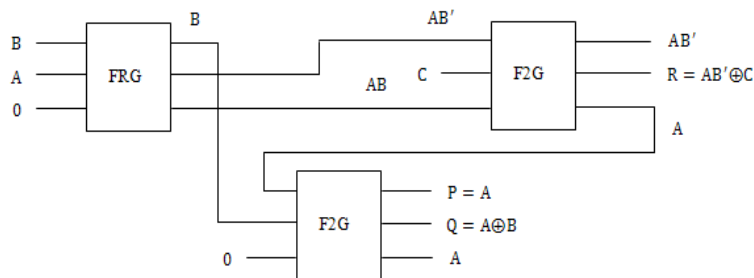 B
AB′
B
AB′
A
FRG
C
F2G
R = AB′⊕C
AB
0
A
P = A
F2G
Q = A⊕B
0
A